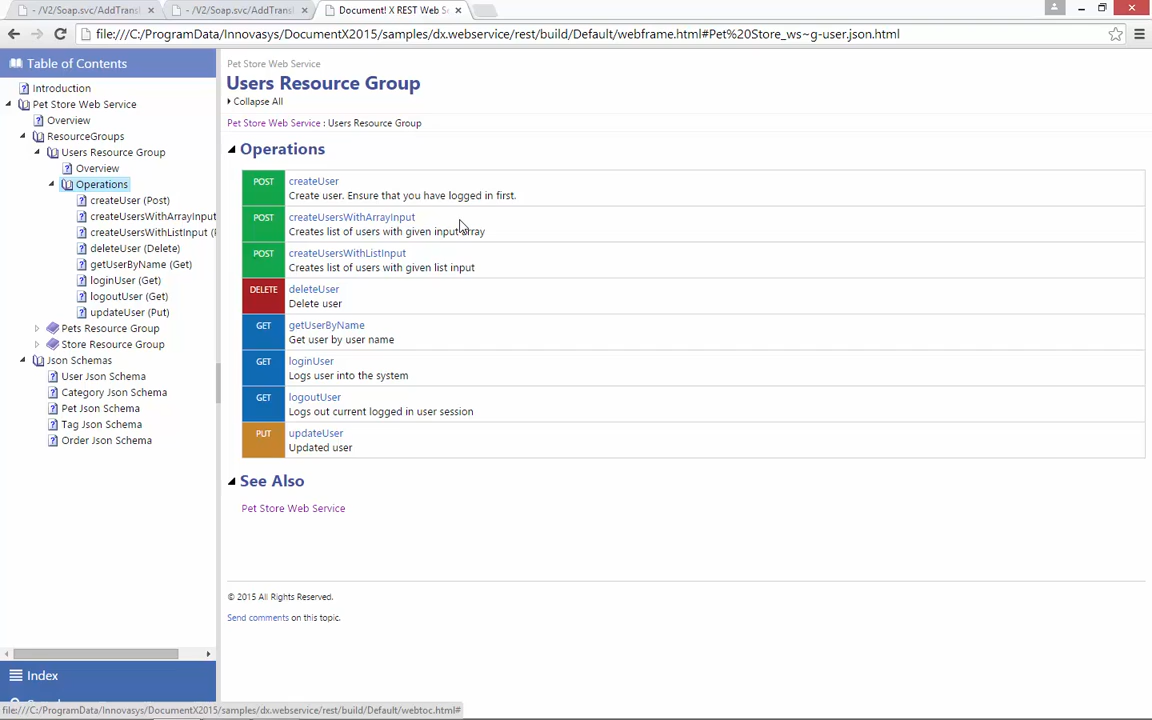 - /V2/Soap.svc/AddTrans
- /V2/Soap.svc/AddTrans
Document! X REST Web S
file:///C:/ProgramData/Innovasys/DocumentX2015/samples/dx.webservice/rest/build/Default/webframe.html#Pet%20Store_ws~g-user.json.html
Table of Contents
Introduction
Pet Store Web Service
Overview
ResourceGroups
Users Resource Group
Overview
Operations
createUser (Post)
createUsersWithArrayInput
createUsersWithListInput (
deleteUser (Delete)
getUserByName (Get)
loginUser (Get)
logoutUser (Get)
updateUser (Put)
Pets Resource Group
Store Resource Group
Json Schemas
User Json Schema
Category Json Schema
Pet Json Schema
Tag Json Schema
Order Json Schema
Index
Pet Store Web Service
Users Resource Group
Collapse All
Pet Store Web Service : Users Resource Group
Operations
POST createUser
Create user. Ensure that you have logged in first.
POST createUsersWithArrayInput
Creates list of users with given input array
POST createUsersWithListInput
Creates list of users with given list input
DELETE deleteUser
Delete user
GET getUserByName
Get user by user name
GET loginUser
Logs user into the system
GET logoutUser
Logs out current logged in user session
PUT updateUser
Updated user
See Also
Pet Store Web Service
© 2015 All Rights Reserved.
Send comments on this topic.
file:///C:/ProgramData/Innovasys/DocumentX2015/samples/dx.webservice/rest/build/Default/webtoc.html#